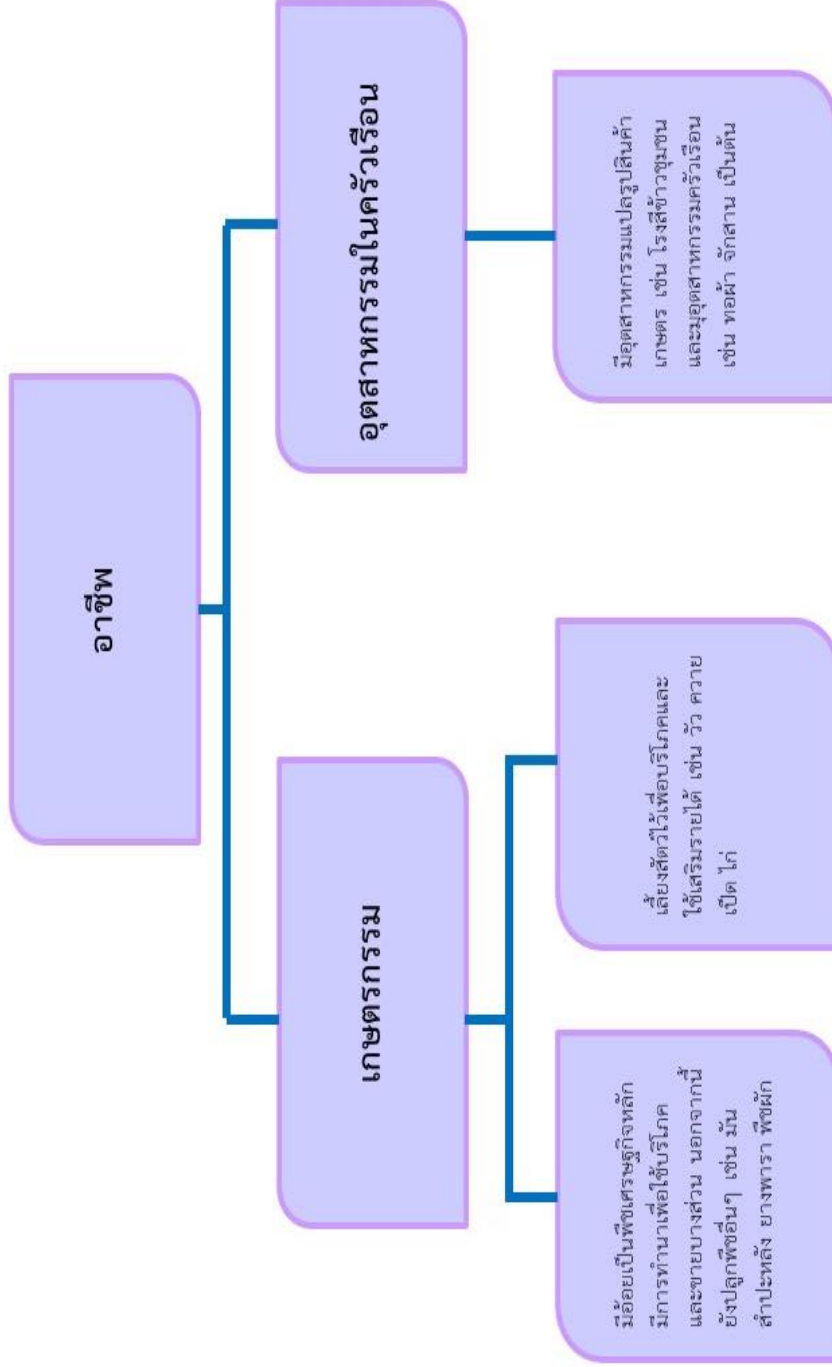 อาชีพ
เกษตรกรรม
อุตสาหกรรมในครัวเรือน
มีอ้อยเป็นพืชเศรษฐกิจหลัก
มีการทำนาเพื่อใช้บริโภค
และขายบางส่วน นอกจากนี้
ยังปลูกพืชอื่นๆ เช่น มัน
สำปะหลัง ยางพารา พืชผัก
เลี้ยงสัตว์ไว้เพื่อบริโภคและ
ใช้เสริมรายได้ เช่น วัว ควาย
เป็ด ไก่
มีอุตสาหกรรมแปลรูปสินค้า
เกษตร เช่น โรงสีข้าวชุมชน
และมุอุตสาหกรรมครัวเรือน
เช่น ทอผ้า จักสาน เป็นต้น